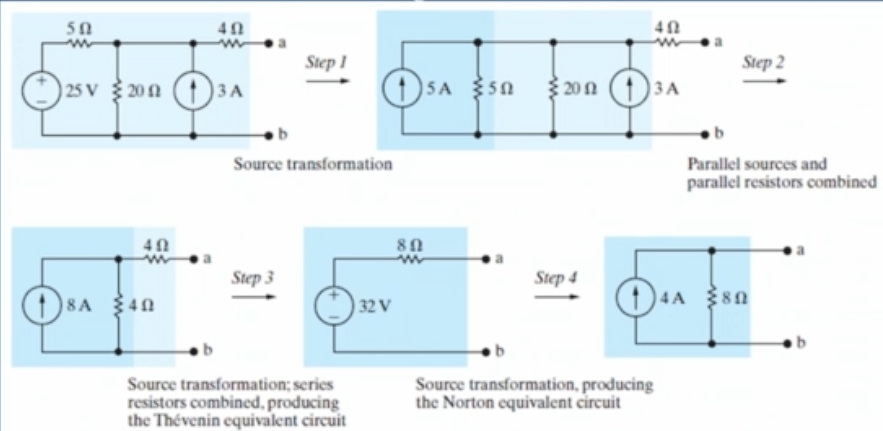 5 Ω 4 Ω
a
25 V 20 Ω 3 A
b
Step 1
Source transformation
4 Ω
a
5 A 5 Ω 20 Ω 3 A
b
Step 2
Parallel sources and
parallel resistors combined
4 Ω
a
8 A 4 Ω
b
Step 3
Source transformation; series
resistors combined, producing
the Thévenin equivalent circuit
8 Ω
a
32 V
b
Step 4
Source transformation, producing
the Norton equivalent circuit
a
4 A 8 Ω
b